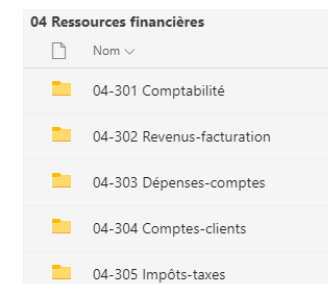 04 Ressources financières
Nom
04-301 Comptabilité
04-302 Revenus-facturation
04-303 Dépenses-comptes
04-304 Comptes-clients
04-305 Impôts-taxes